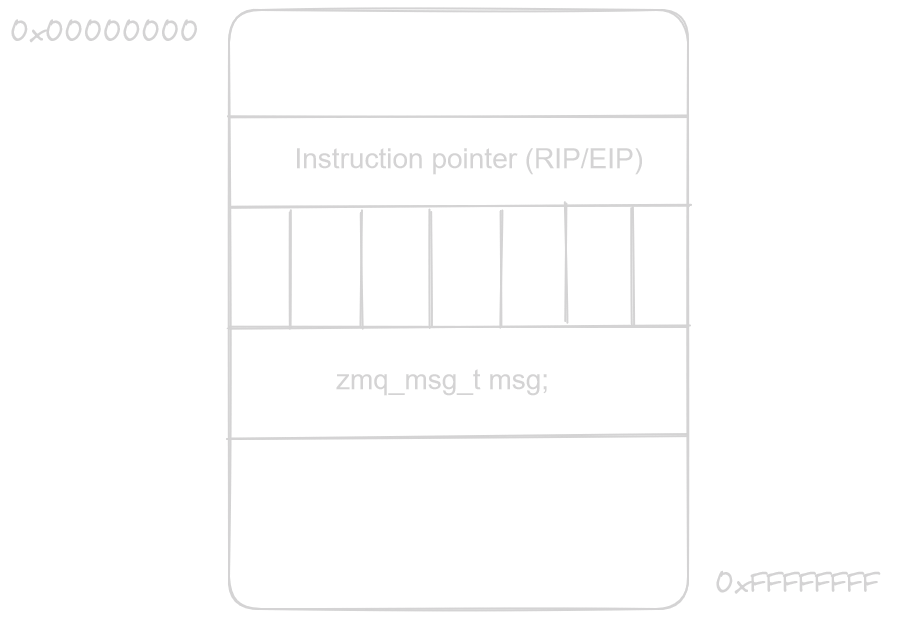 0x00000000
Instruction pointer (RIP/EIP)
zmq_msg_t msg;
0xFFFFFFFF